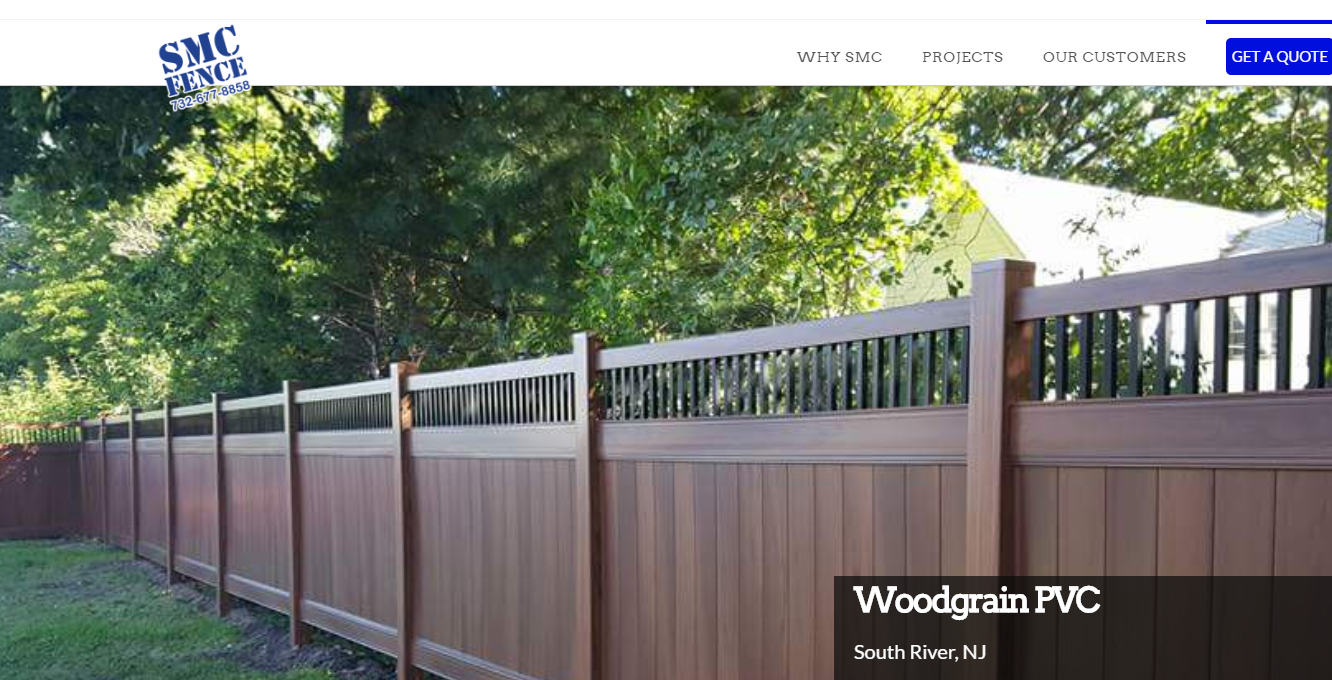 SMC
FENCE
732-677-8858
WHY SMC
PROJECTS
OUR CUSTOMERS
GET A QUOTE
Woodgrain PVC
South River, NJ